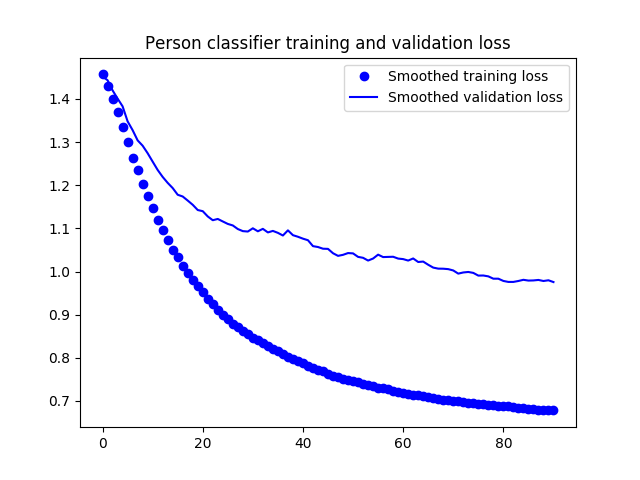 Person classifier training and validation loss
Smoothed training loss
Smoothed validation loss
1.4
1.3
1.2
1.1
1.0
0.9
0.8
0.7
0 20 40 60 80